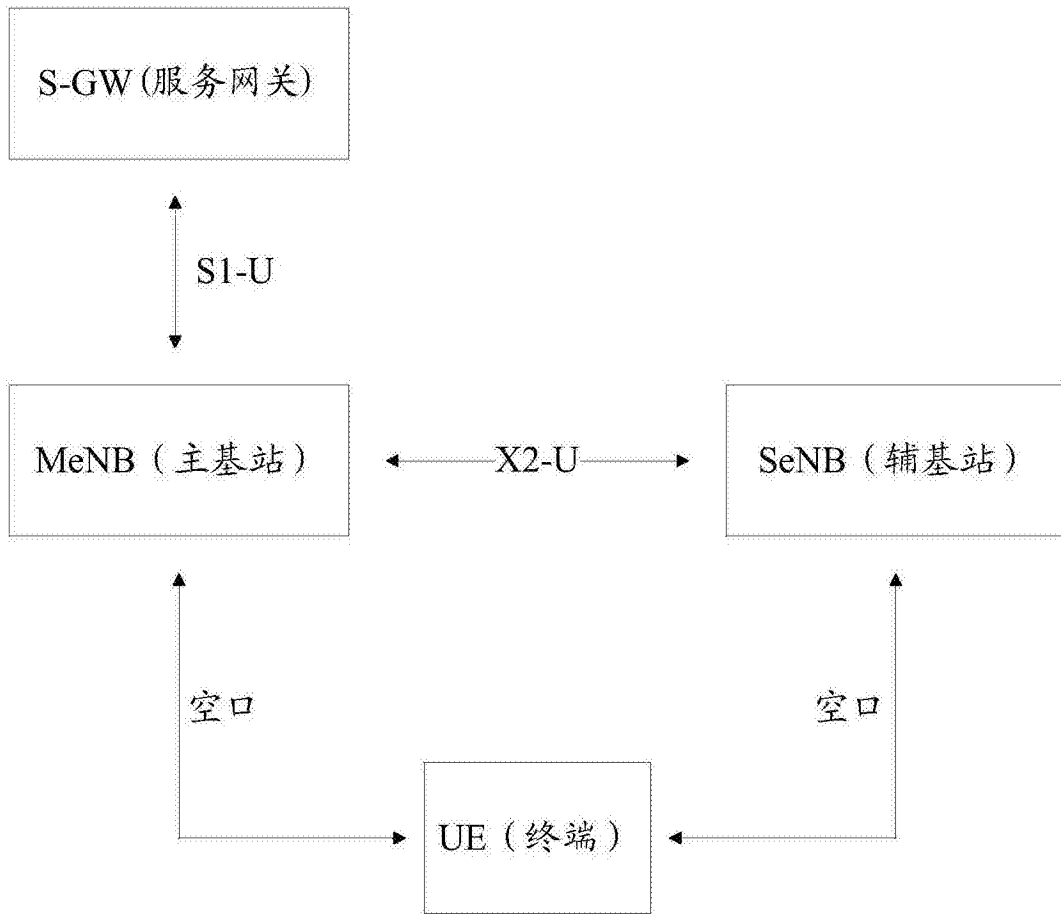 S-GW (服务网关)
S1-U
MeNB（主基站）
X2-U
SeNB（辅基站）
空口
空口
UE（终端）